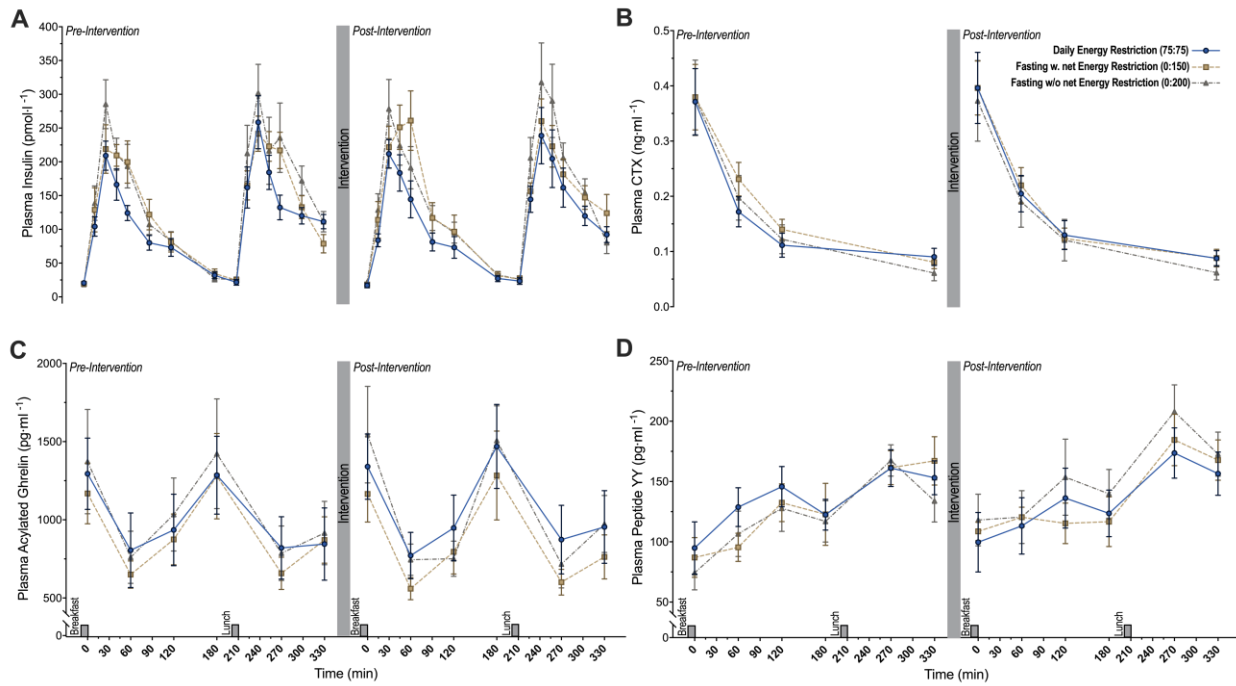 A
Pre-Intervention
Post-Intervention
Plasma Insulin (pmol·l⁻¹)
400
350
300
250
200
150
100
50
0
Intervention
B
Pre-Intervention
Post-Intervention
Daily Energy Restriction (75:75)
Fasting w. net Energy Restriction (0:150)
Fasting w/o net Energy Restriction (0:200)
Plasma CTX (ng·ml⁻¹)
0.5
0.4
0.3
0.2
0.1
0.0
Intervention
C
Pre-Intervention
Post-Intervention
Plasma Acylated Ghrelin (pg·ml⁻¹)
2000
1500
1000
500
0
Intervention
Breakfast
Lunch
Breakfast
Lunch
0 30 60 90 120 180 210 240 270 330 0 30 60 90 120 180 210 240 270 330
Time (min)
D
Pre-Intervention
Post-Intervention
Plasma Peptide YY (pg·ml⁻¹)
250
200
150
100
50
0
Intervention
Breakfast
Lunch
Breakfast
Lunch
0 30 60 90 120 180 210 240 270 330 0 30 60 90 120 180 210 240 270 330
Time (min)